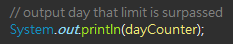 // output day that limit is surpassed
System.out.println(dayCounter);